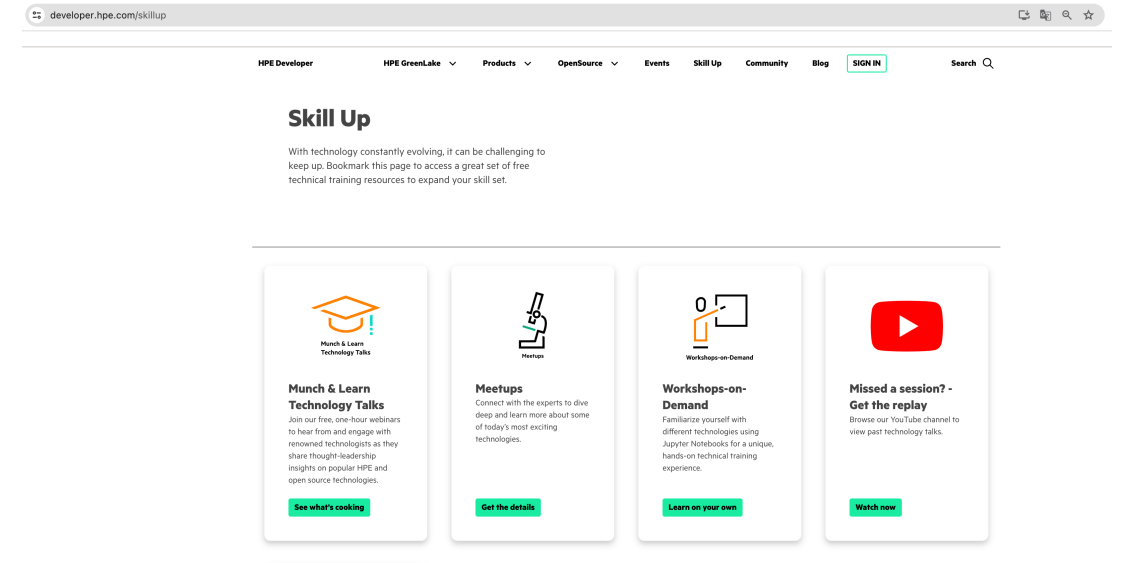 developer.hpe.com/skillup
HPE Developer HPE GreenLake Products OpenSource Events Skill Up Community Blog SIGN IN Search
Skill Up
With technology constantly evolving, it can be challenging to
keep up. Bookmark this page to access a great set of free
technical training resources to expand your skill set.
Munch & Learn
Technology Talks
Munch & Learn
Technology Talks
Join our free, one-hour webinars
to hear from and engage with
renowned technologists as they
share thought-leadership
insights on popular HPE and
open source technologies.
See what's cooking
Meetups
Meetups
Connect with the experts to dive
deep and learn more about some
of today's most exciting
technologies.
Get the details
Workshops-on-Demand
Workshops-on-
Demand
Familiarize yourself with
different technologies using
Jupyter Notebooks for a unique,
hands-on technical training
experience.
Learn on your own
Missed a session? -
Get the replay
Browse our YouTube channel to
view past technology talks.
Watch now